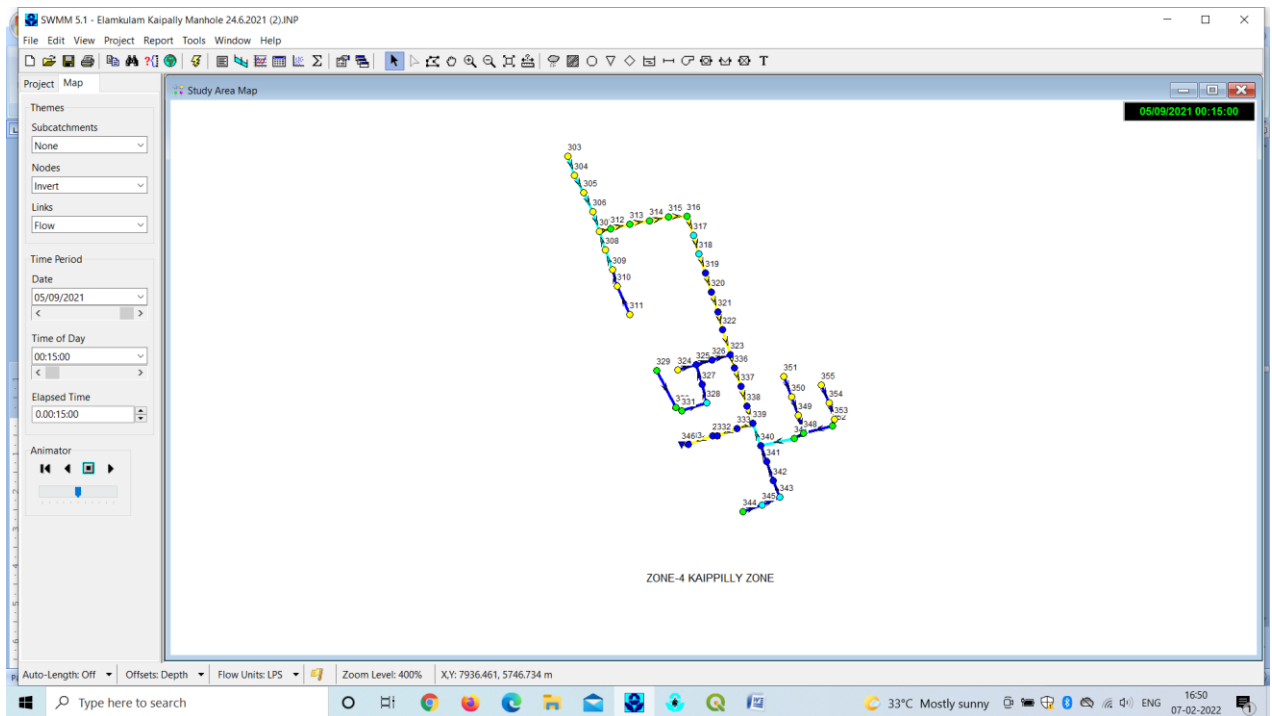 SWMM 5.1 - Elamkulam Kaipally Manhole 24.6.2021 (2).INP
File Edit View Project Report Tools Window Help
Project Map
Study Area Map
05/09/2021 00:15:00
Themes
Subcatchments
None
Nodes
Invert
Links
Flow
Time Period
Date
05/09/2021
Time of Day
00:15:00
Elapsed Time
0.00:15:00
Animator
303
304
305
306
312 313 314 315 316
317
308
318
309
319
310
320
311
321
322
323
329 324 325 326
336
351
327
337
355
328
350
354
331
338
349
353
339
333
348
2332
346
340
341
342
343
344 345
ZONE-4 KAIPPILLY ZONE
Auto-Length: Off Offsets: Depth Flow Units: LPS Zoom Level: 400% X,Y: 7936.461, 5746.734 m
Type here to search
33°C Mostly sunny ENG 16:50
07-02-2022